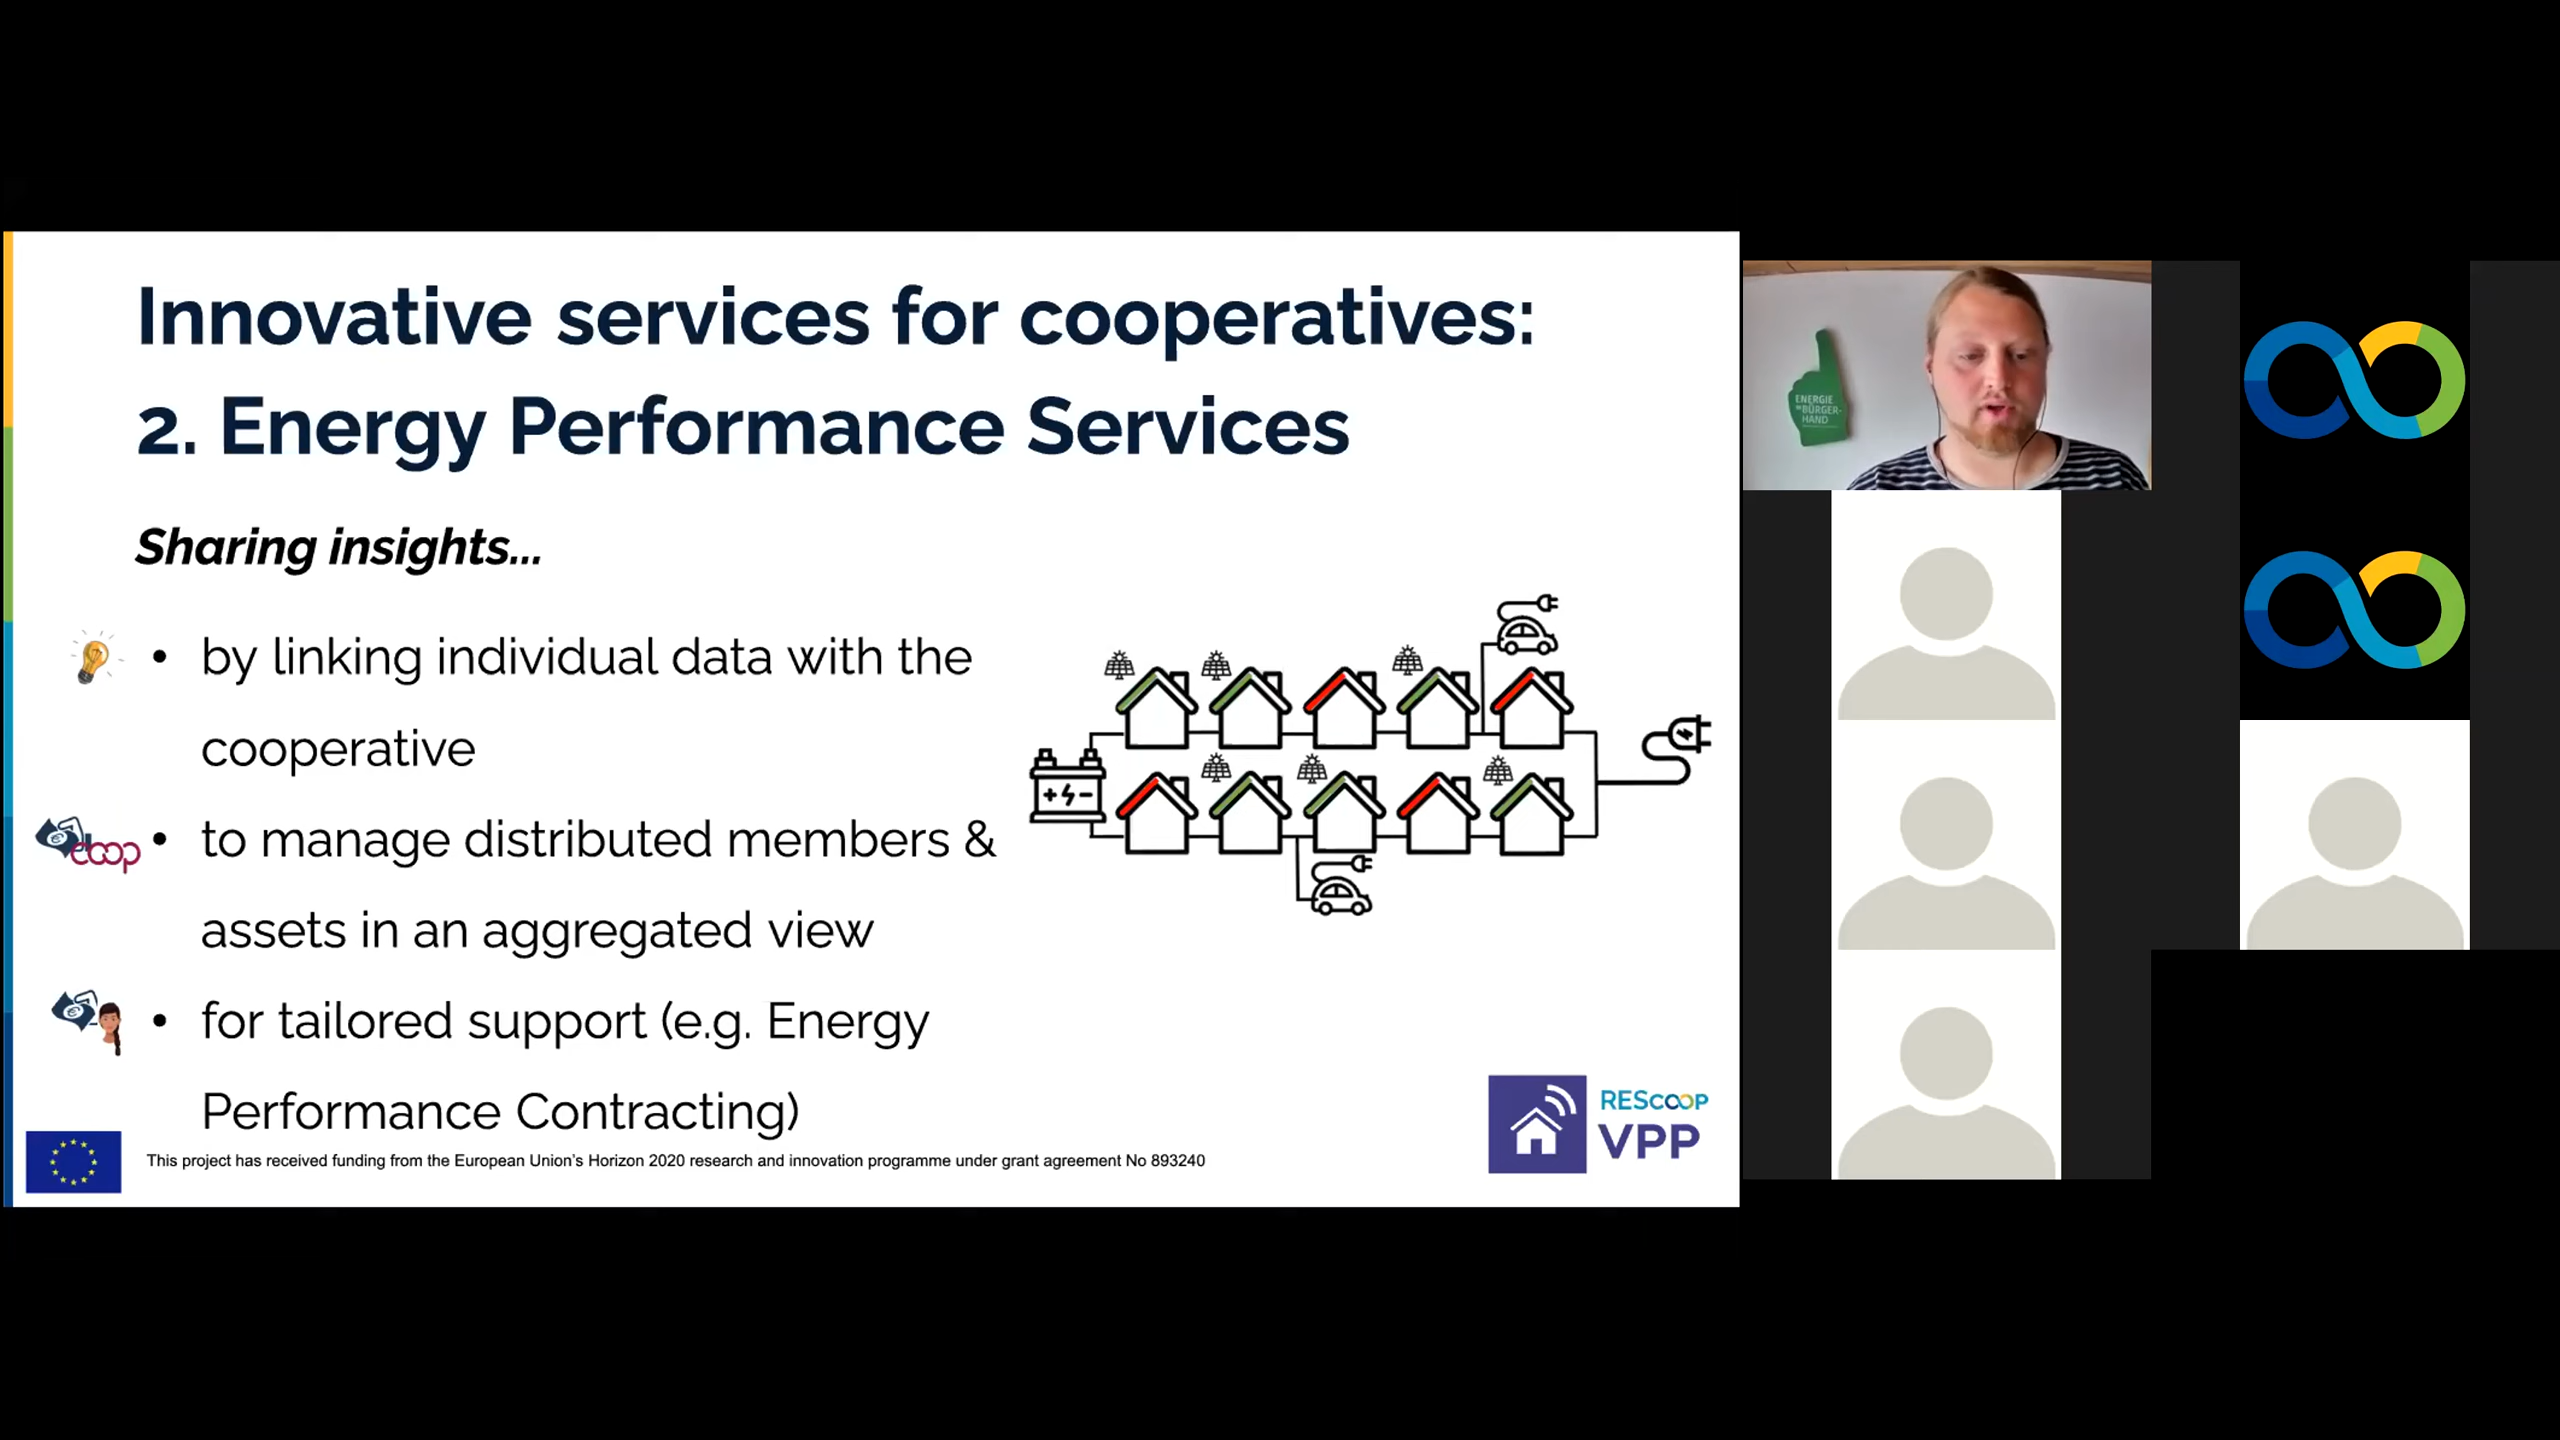 Innovative services for cooperatives:
2. Energy Performance Services
Sharing insights...
• by linking individual data with the
cooperative
coop
• to manage distributed members &
assets in an aggregated view
• for tailored support (e.g. Energy
Performance Contracting)
This project has received funding from the European Union's Horizon 2020 research and innovation programme under grant agreement No 893240
REScoop
VPP
ENERGIE
IN BÜRGER-
HAND